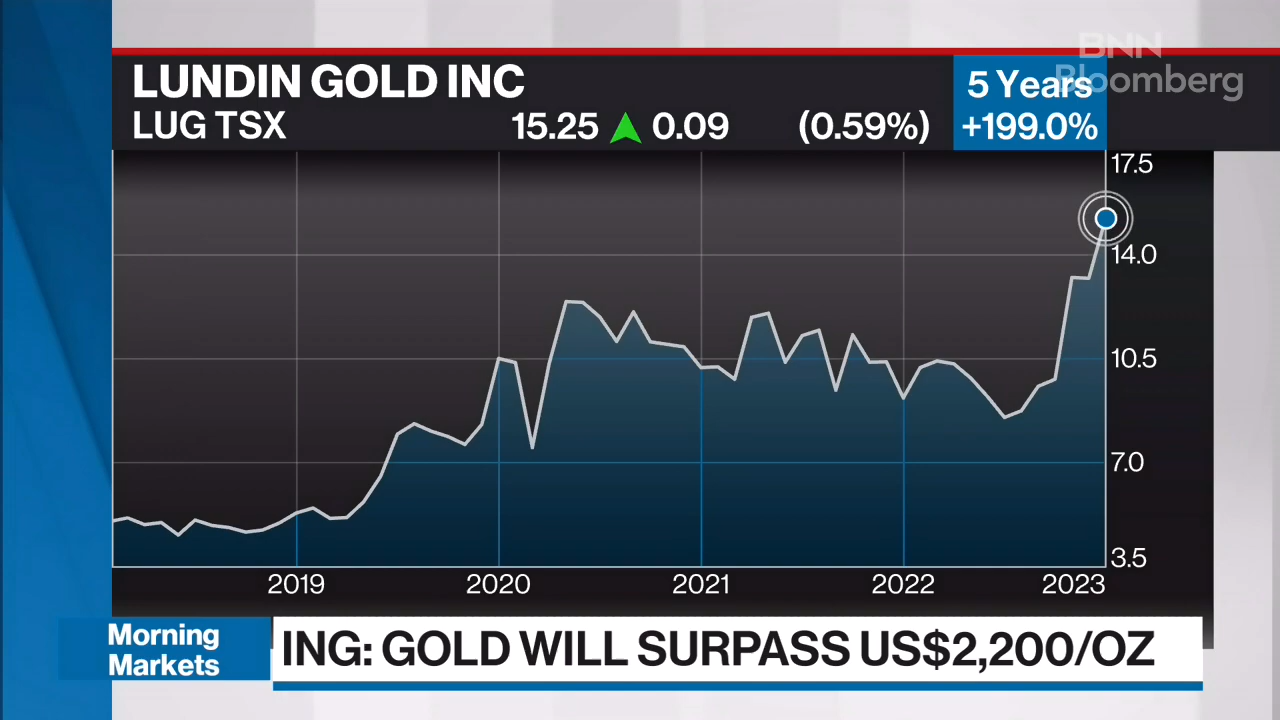 BNN
Bloomberg
LUNDIN GOLD INC
LUG TSX
15.25 ▲ 0.09 (0.59%)
5 Years
+199.0%
17.5
14.0
10.5
7.0
3.5
2019 2020 2021 2022 2023
Morning
Markets
ING: GOLD WILL SURPASS US$2,200/OZ